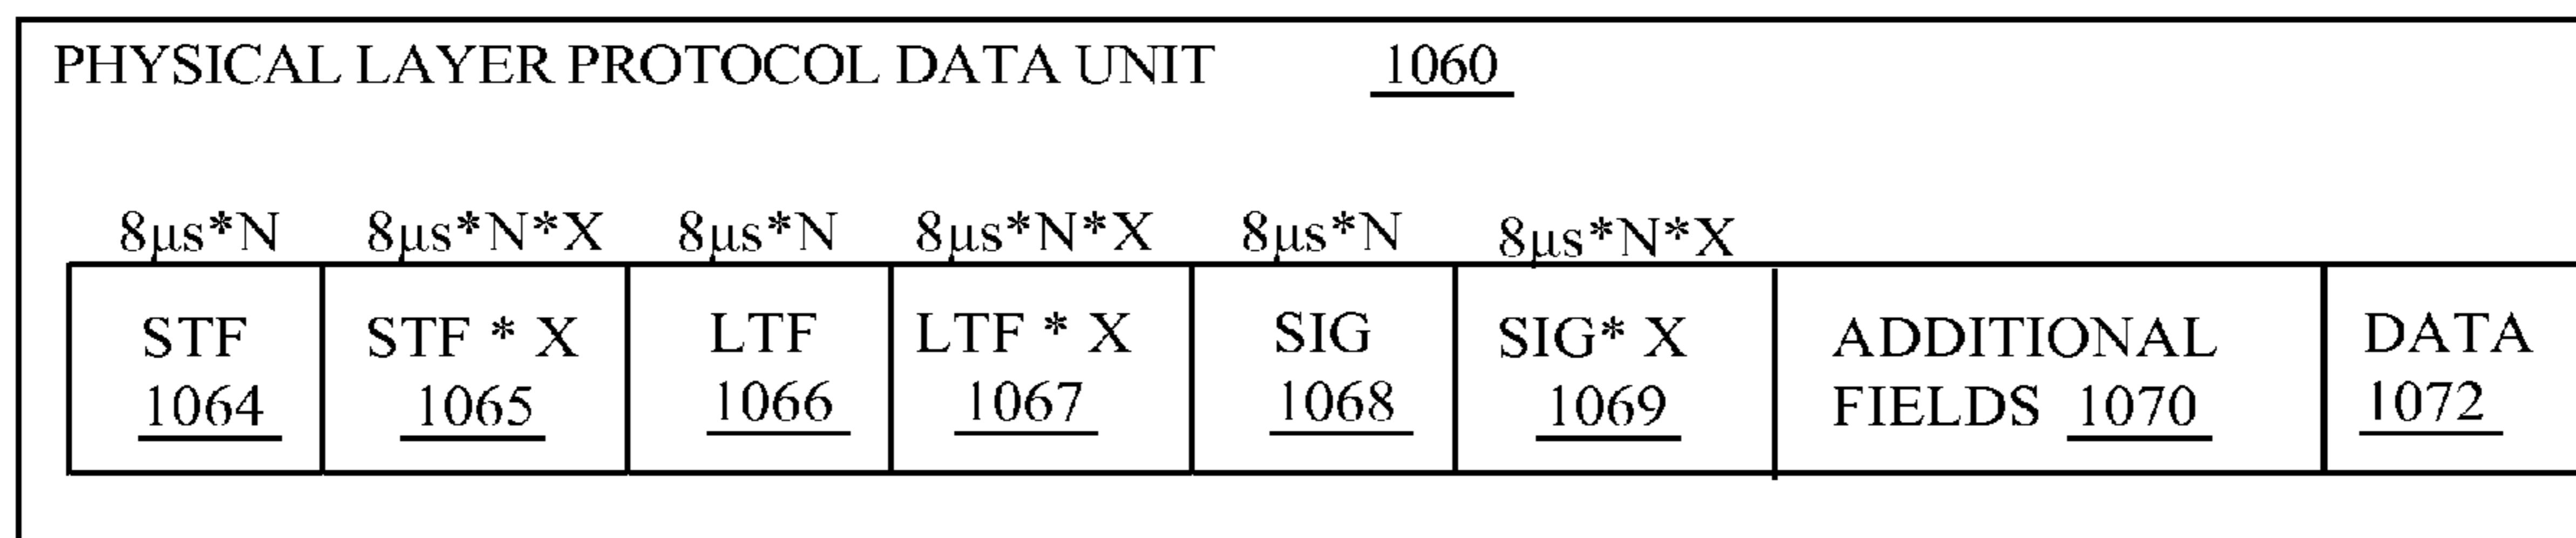 PHYSICAL LAYER PROTOCOL DATA UNIT 1060
8µs*N 8µs*N*X 8µs*N 8µs*N*X 8µs*N 8µs*N*X
STF STF * X LTF LTF * X SIG SIG* X ADDITIONAL DATA
1064 1065 1066 1067 1068 1069 FIELDS 1070 1072